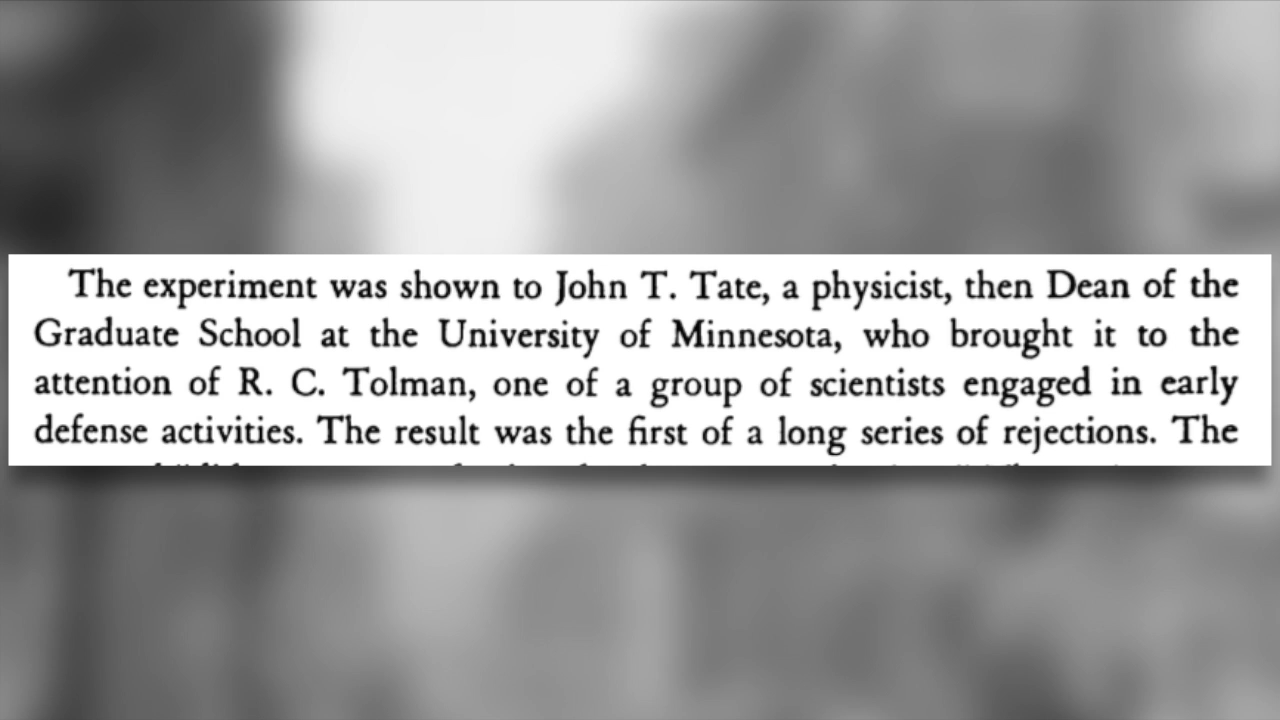 The experiment was shown to John T. Tate, a physicist, then Dean of the
Graduate School at the University of Minnesota, who brought it to the
attention of R. C. Tolman, one of a group of scientists engaged in early
defense activities. The result was the first of a long series of rejections. The